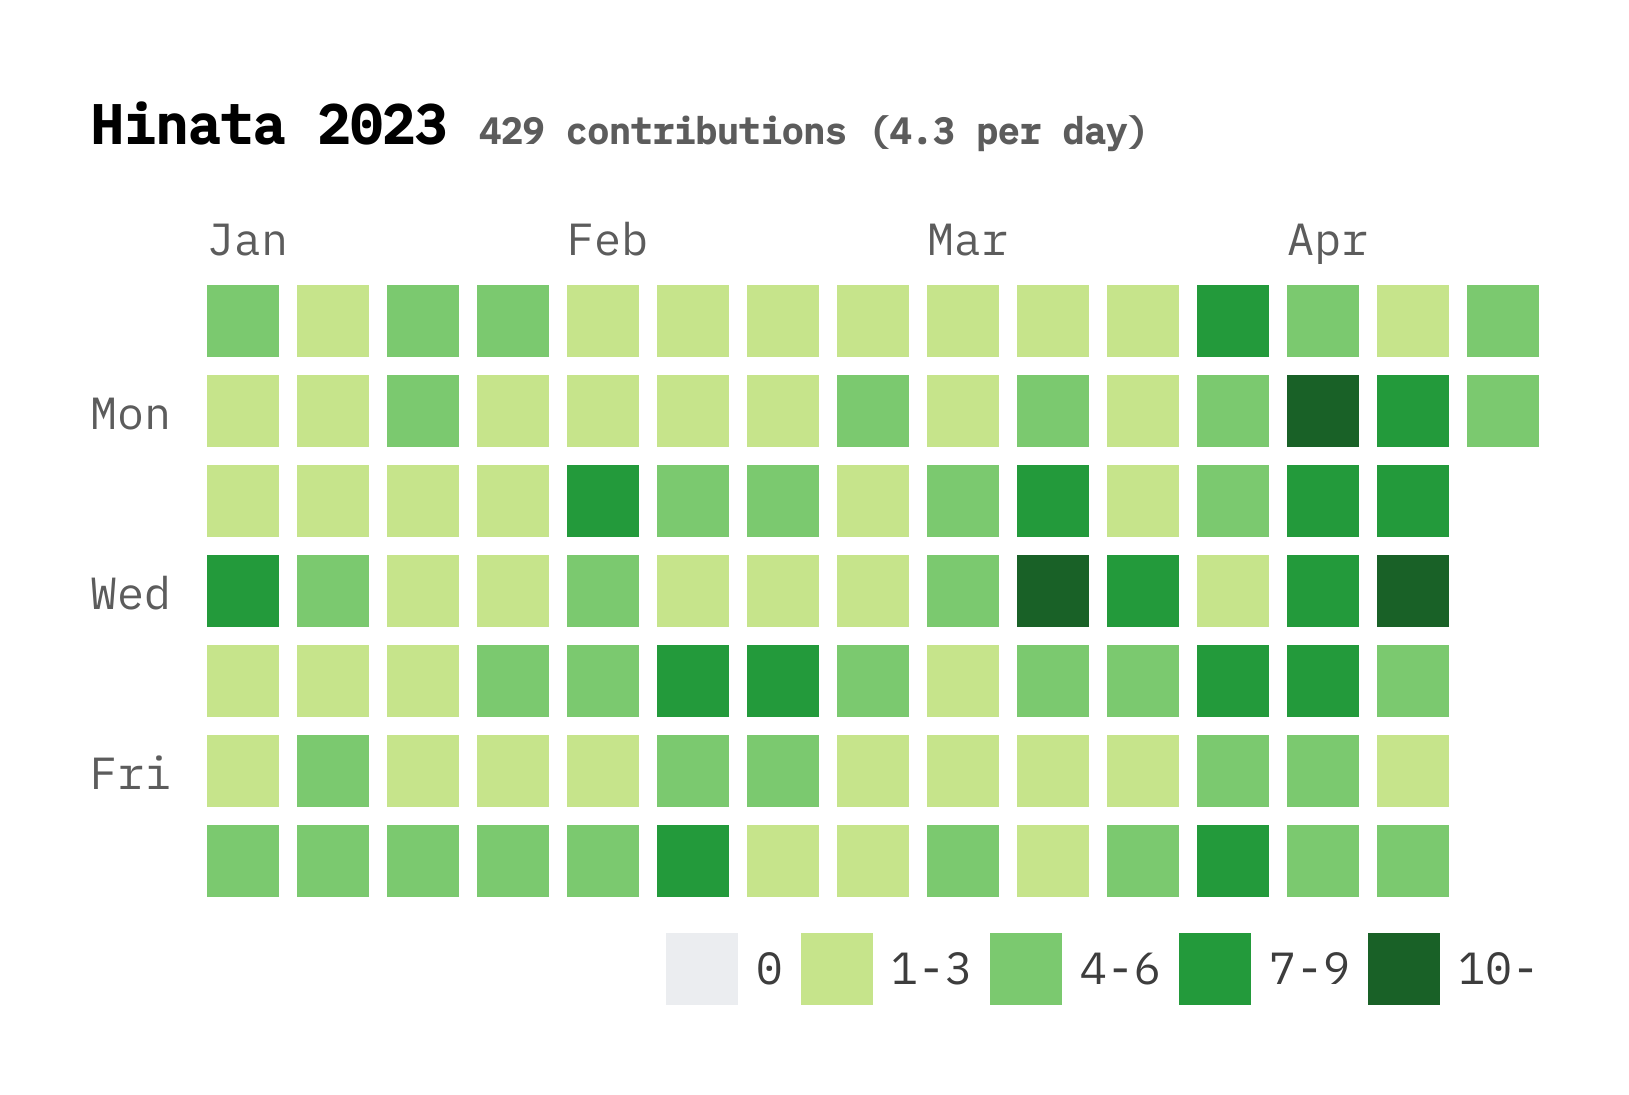 Hinata 2023 429 contributions (4.3 per day)
Jan Feb Mar Apr
Mon
Wed
Fri
0 1-3 4-6 7-9 10-